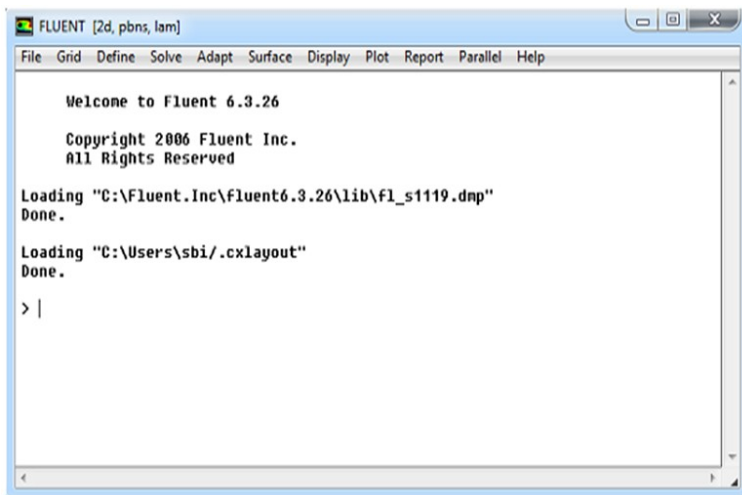 FLUENT [2d, pbns, lam]
File Grid Define Solve Adapt Surface Display Plot Report Parallel Help
Welcome to Fluent 6.3.26
Copyright 2006 Fluent Inc.
All Rights Reserved
Loading "C:\Fluent.Inc\fluent6.3.26\lib\fl_s1119.dmp"
Done.
Loading "C:\Users\sbi/.cxlayout"
Done.
>